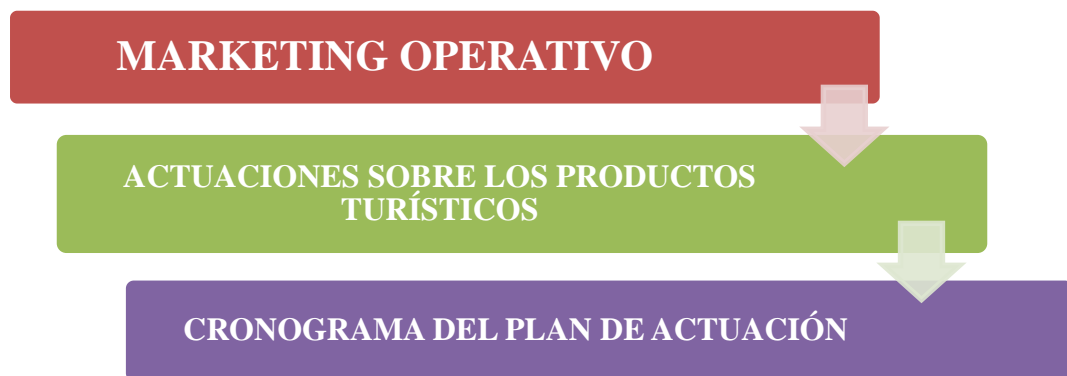 MARKETING OPERATIVO
ACTUACIONES SOBRE LOS PRODUCTOS
TURÍSTICOS
CRONOGRAMA DEL PLAN DE ACTUACIÓN